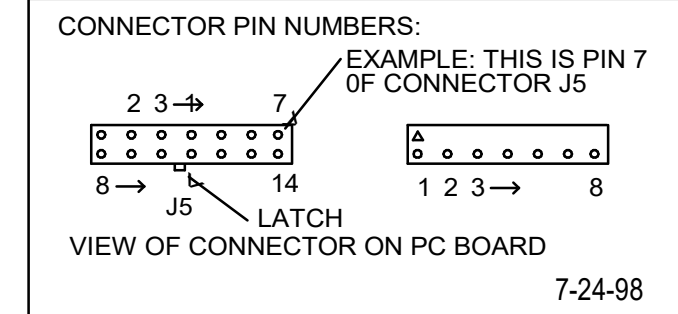 CONNECTOR PIN NUMBERS:
EXAMPLE: THIS IS PIN 7
0F CONNECTOR J5
2 3 1 7
8 14
J5
LATCH
1 2 3 8
VIEW OF CONNECTOR ON PC BOARD
7-24-98